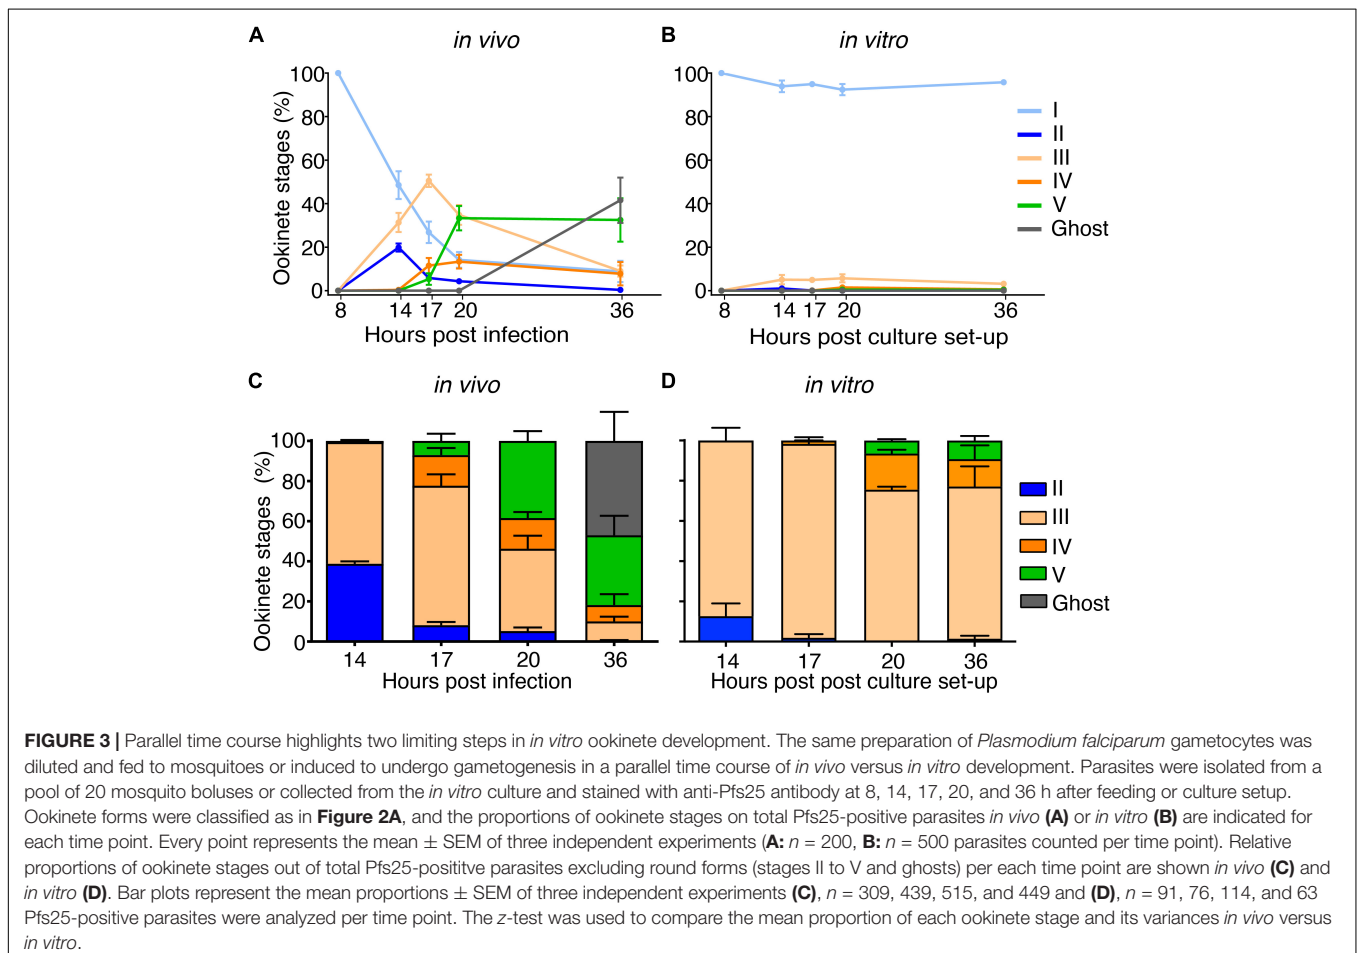 A
in vivo
B
in vitro
Ookinete stages (%)
100
80
60
40
20
0
8
14
17
20
36
Hours post infection
100
80
60
40
20
0
8
14
17
20
36
Hours post culture set-up
I
II
III
IV
V
Ghost
C
in vivo
D
in vitro
Ookinete stages (%)
100
80
60
40
20
0
14
17
20
36
Hours post infection
100
80
60
40
20
0
14
17
20
36
Hours post post culture set-up
II
III
IV
V
Ghost
FIGURE 3 | Parallel time course highlights two limiting steps in in vitro ookinete development. The same preparation of Plasmodium falciparum gametocytes was
diluted and fed to mosquitoes or induced to undergo gametogenesis in a parallel time course of in vivo versus in vitro development. Parasites were isolated from a
pool of 20 mosquito boluses or collected from the in vitro culture and stained with anti-Pfs25 antibody at 8, 14, 17, 20, and 36 h after feeding or culture setup.
Ookinete forms were classified as in Figure 2A, and the proportions of ookinete stages on total Pfs25-positive parasites in vivo (A) or in vitro (B) are indicated for
each time point. Every point represents the mean ± SEM of three independent experiments (A: n = 200, B: n = 500 parasites counted per time point). Relative
proportions of ookinete stages out of total Pfs25-posititve parasites excluding round forms (stages II to V and ghosts) per each time point are shown in vivo (C) and
in vitro (D). Bar plots represent the mean proportions ± SEM of three independent experiments (C), n = 309, 439, 515, and 449 and (D), n = 91, 76, 114, and 63
Pfs25-positive parasites were analyzed per time point. The z-test was used to compare the mean proportion of each ookinete stage and its variances in vivo versus
in vitro.